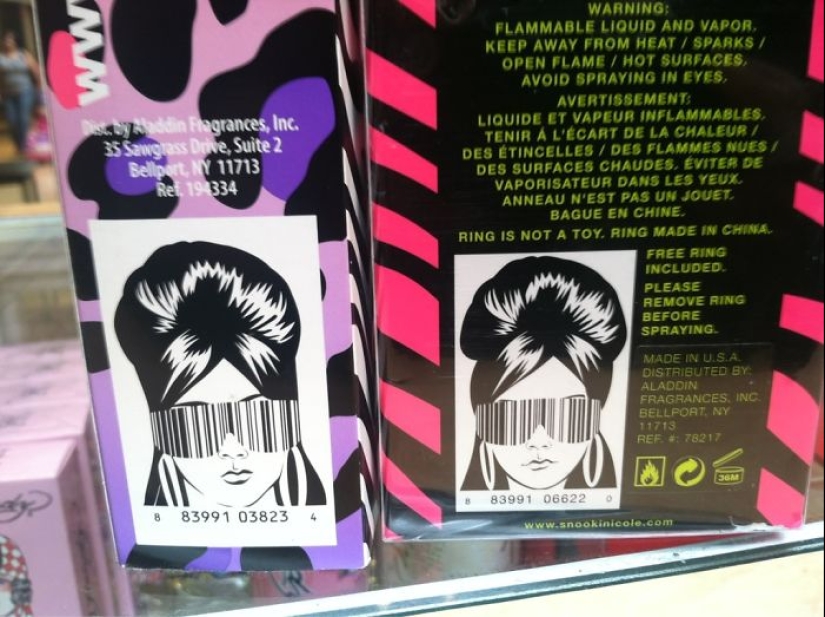 WWW
Dist. by Aladdin Fragrances, Inc.
35 Sawgrass Drive, Suite 2
Bellport, NY 11713
Ref. 194334
8 83991 03823 4
WARNING:
FLAMMABLE LIQUID AND VAPOR.
KEEP AWAY FROM HEAT / SPARKS /
OPEN FLAME / HOT SURFACES.
AVOID SPRAYING IN EYES.
AVERTISSEMENT:
LIQUIDE ET VAPEUR INFLAMMABLES.
TENIR À L'ÉCART DE LA CHALEUR /
DES ÉTINCELLES / DES FLAMMES NUES /
DES SURFACES CHAUDES. ÉVITER DE
VAPORISATEUR DANS LES YEUX.
ANNEAU N'EST PAS UN JOUET.
BAGUE EN CHINE.
RING IS NOT A TOY. RING MADE IN CHINA.
FREE RING
INCLUDED.
PLEASE
REMOVE RING
BEFORE
SPRAYING.
MADE IN U.S.A.
DISTRIBUTED BY:
ALADDIN
FRAGRANCES, INC.
BELLPORT, NY
11713
REF. #: 78217
36M
8 83991 06622 0
www.snookinicole.com